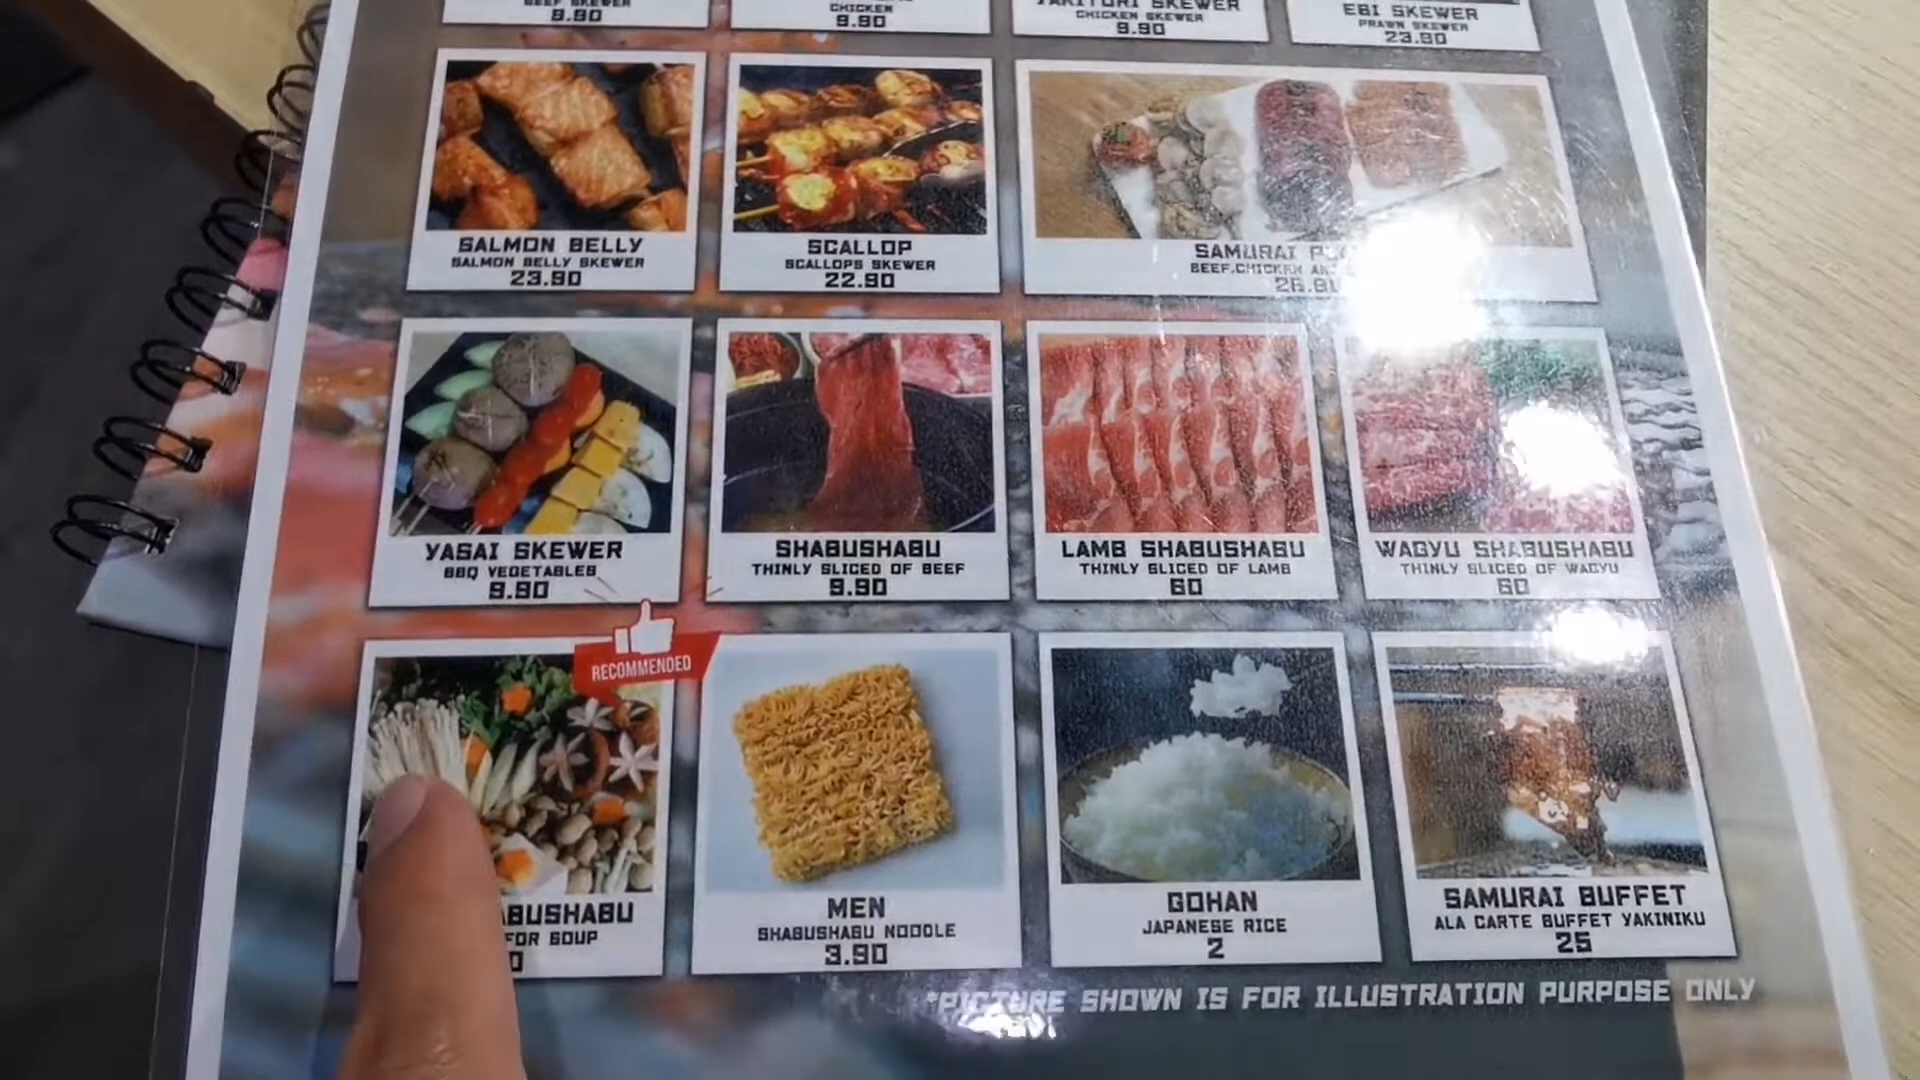 BEEF SKEWER
9.90
CHICKEN
9.90
YAKITORI SKEWER
CHICKEN SKEWER
9.90
EBI SKEWER
PRAWN SKEWER
23.90
SALMON BELLY
SALMON BELLY SKEWER
23.90
SCALLOP
SCALLOPS SKEWER
22.90
SAMURAI
BEEF,CHICKEN
YASAI SKEWER
BBQ VEGETABLES
9.90
SHABUSHABU
THINLY SLICED OF BEEF
9.90
LAMB SHABUSHABU
THINLY SLICED OF LAMB
60
WAGYU SHABUSHABU
THINLY SLICED OF WAGYU
60
RECOMMENDED
ABUSHABU
FOR SOUP
0
MEN
SHABUSHABU NOODLE
3.90
GOHAN
JAPANESE RICE
2
SAMURAI BUFFET
ALA CARTE BUFFET YAKINIKU
25
*PICTURE SHOWN IS FOR ILLUSTRATION PURPOSE ONLY